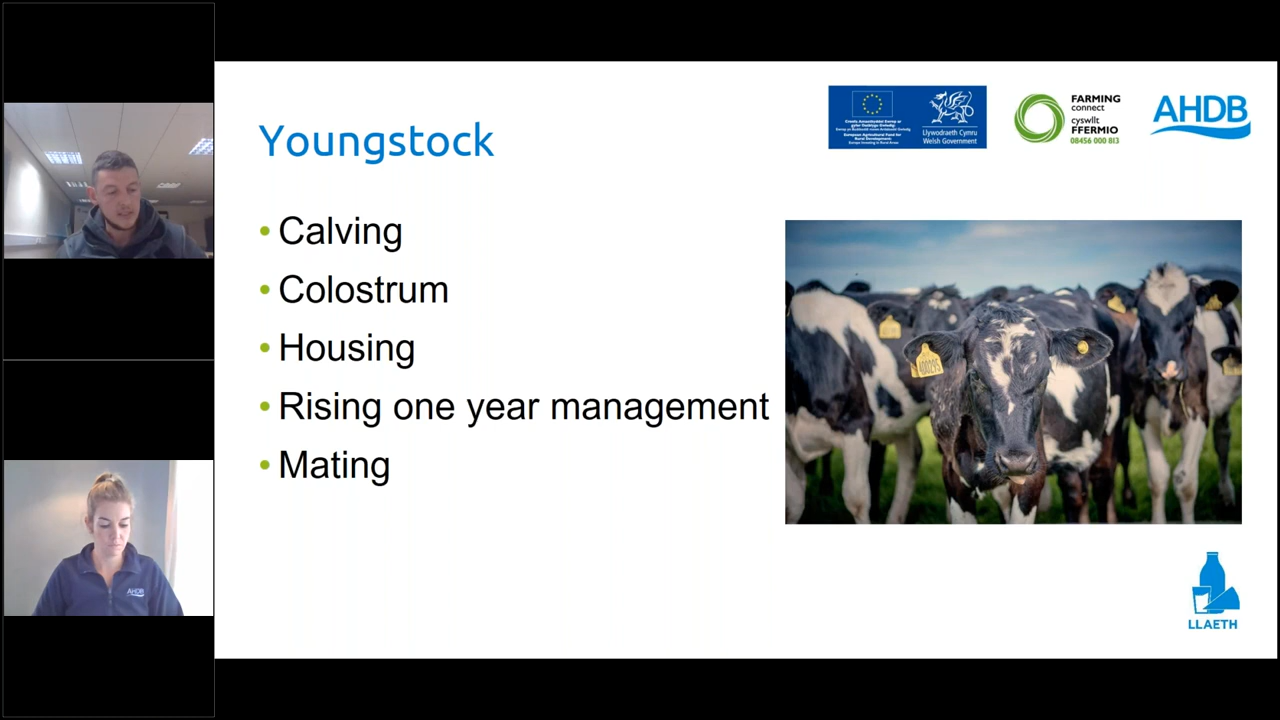 Youngstock
Llywodraeth Cymru
Welsh Government
FARMING
connect
cyswllt
FFERMIO
08456 000 813
AHDB
• Calving
• Colostrum
• Housing
• Rising one year management
• Mating
AHDB
LLAETH